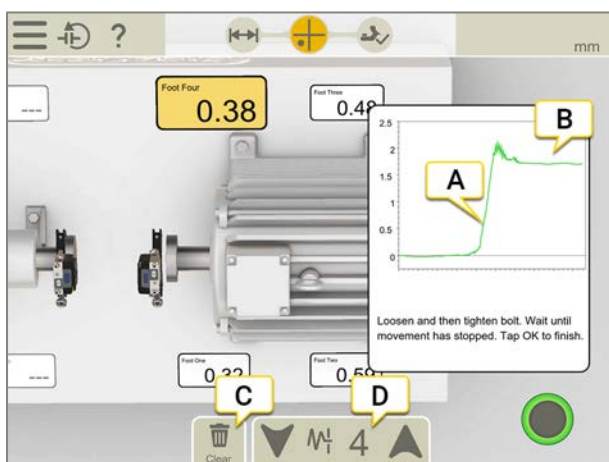 ?
mm
---
Foot Four
0.38
Foot Three
0.48
B
2.5
2
1.5
1
0.5
0
A
Loosen and then tighten bolt. Wait until
movement has stopped. Tap OK to finish.
---
Foot One
0.32
Foot Two
0.59
C
D
Clear
4